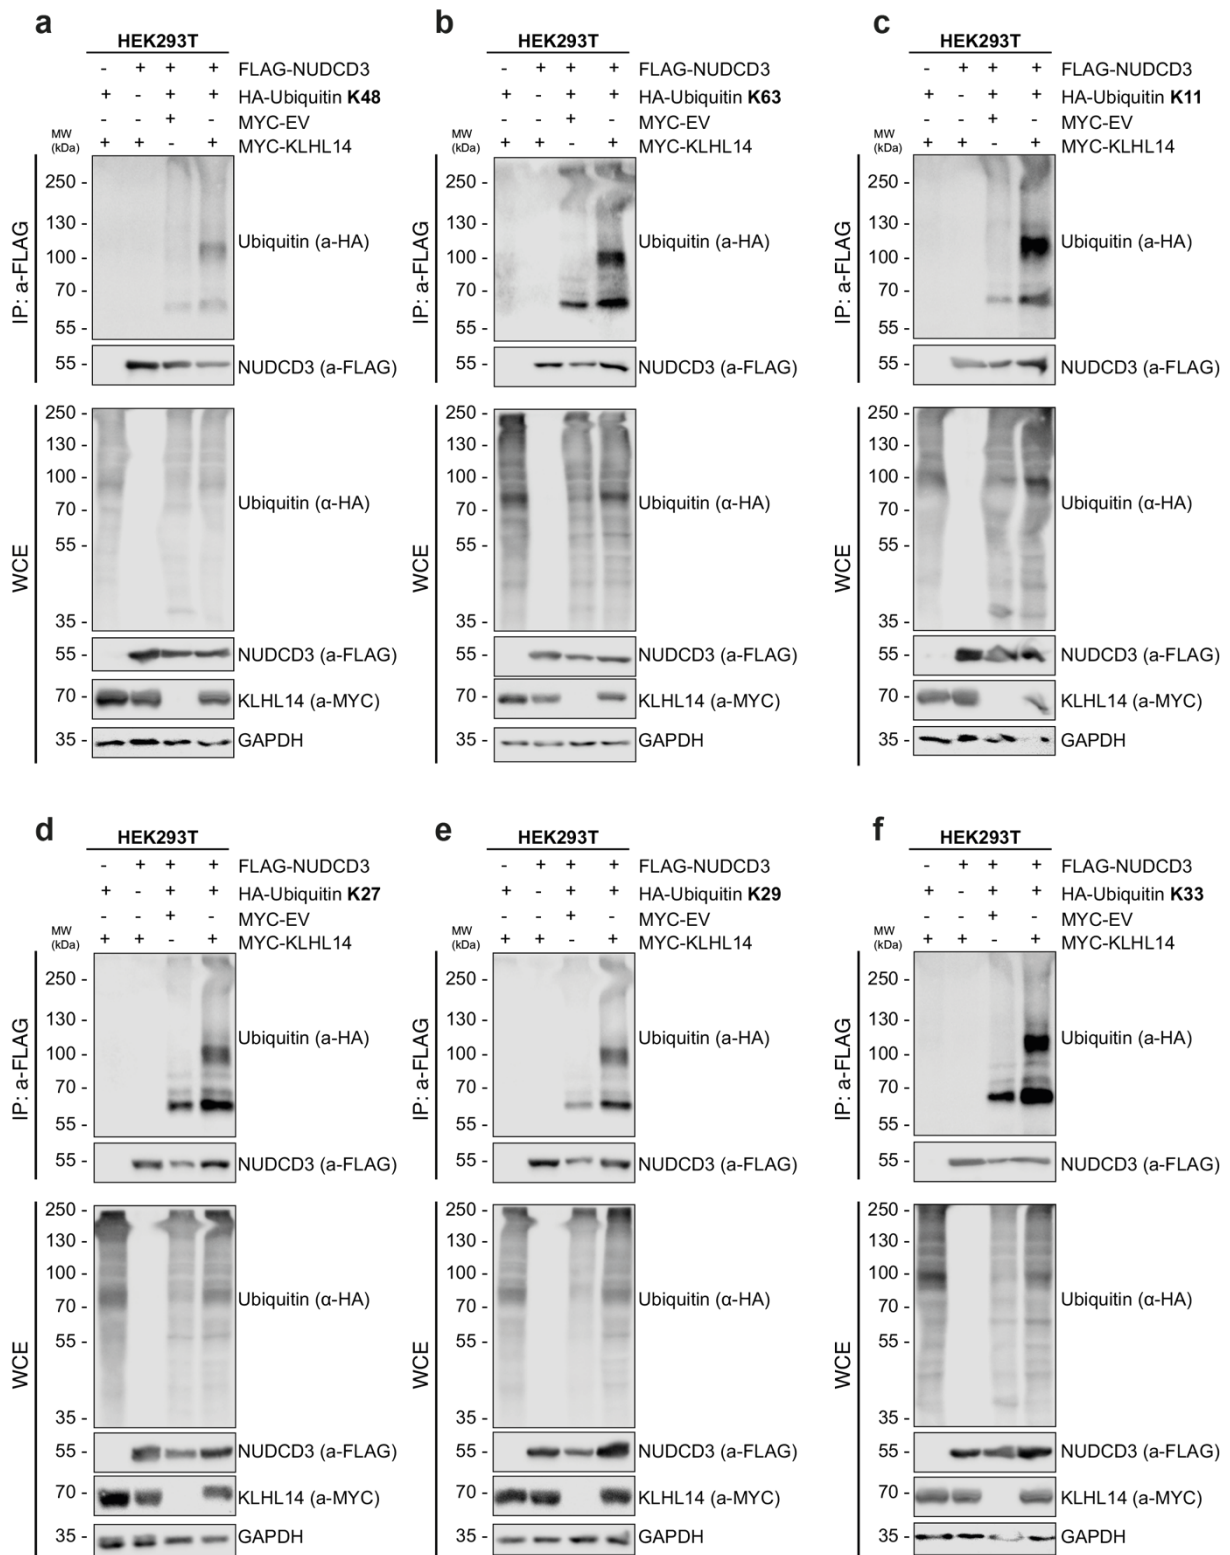 a
HEK293T
- + + + FLAG-NUDCD3
+ - + + HA-Ubiquitin K48
- - + - MYC-EV
MW
(kDa)
+ + - + MYC-KLHL14
IP: a-FLAG
250 -
130 -
100 -
70 -
55 -
Ubiquitin (a-HA)
55 -
NUDCD3 (a-FLAG)
WCE
250 -
130 -
100 -
70 -
55 -
35 -
Ubiquitin (α-HA)
55 -
NUDCD3 (a-FLAG)
70 -
KLHL14 (a-MYC)
35 -
GAPDH
b
HEK293T
- + + + FLAG-NUDCD3
+ - + + HA-Ubiquitin K63
- - + - MYC-EV
MW
(kDa)
+ + - + MYC-KLHL14
IP: a-FLAG
250 -
130 -
100 -
70 -
55 -
Ubiquitin (a-HA)
55 -
NUDCD3 (a-FLAG)
WCE
250 -
130 -
100 -
70 -
55 -
35 -
Ubiquitin (α-HA)
55 -
NUDCD3 (a-FLAG)
70 -
KLHL14 (a-MYC)
35 -
GAPDH
c
HEK293T
- + + + FLAG-NUDCD3
+ - + + HA-Ubiquitin K11
- - + - MYC-EV
MW
(kDa)
+ + - + MYC-KLHL14
IP: a-FLAG
250 -
130 -
100 -
70 -
55 -
Ubiquitin (a-HA)
55 -
NUDCD3 (a-FLAG)
WCE
250 -
130 -
100 -
70 -
55 -
35 -
Ubiquitin (α-HA)
55 -
NUDCD3 (a-FLAG)
70 -
KLHL14 (a-MYC)
35 -
GAPDH
d
HEK293T
- + + + FLAG-NUDCD3
+ - + + HA-Ubiquitin K27
- - + - MYC-EV
MW
(kDa)
+ + - + MYC-KLHL14
IP: a-FLAG
250 -
130 -
100 -
70 -
55 -
Ubiquitin (a-HA)
55 -
NUDCD3 (a-FLAG)
WCE
250 -
130 -
100 -
70 -
55 -
35 -
Ubiquitin (α-HA)
55 -
NUDCD3 (a-FLAG)
70 -
KLHL14 (a-MYC)
35 -
GAPDH
e
HEK293T
- + + + FLAG-NUDCD3
+ - + + HA-Ubiquitin K29
- - + - MYC-EV
MW
(kDa)
+ + - + MYC-KLHL14
IP: a-FLAG
250 -
130 -
100 -
70 -
55 -
Ubiquitin (a-HA)
55 -
NUDCD3 (a-FLAG)
WCE
250 -
130 -
100 -
70 -
55 -
35 -
Ubiquitin (α-HA)
55 -
NUDCD3 (a-FLAG)
70 -
KLHL14 (a-MYC)
35 -
GAPDH
f
HEK293T
- + + + FLAG-NUDCD3
+ - + + HA-Ubiquitin K33
- - + - MYC-EV
MW
(kDa)
+ + - + MYC-KLHL14
IP: a-FLAG
250 -
130 -
100 -
70 -
55 -
Ubiquitin (a-HA)
55 -
NUDCD3 (a-FLAG)
WCE
250 -
130 -
100 -
70 -
55 -
35 -
Ubiquitin (α-HA)
55 -
NUDCD3 (a-FLAG)
70 -
KLHL14 (a-MYC)
35 -
GAPDH